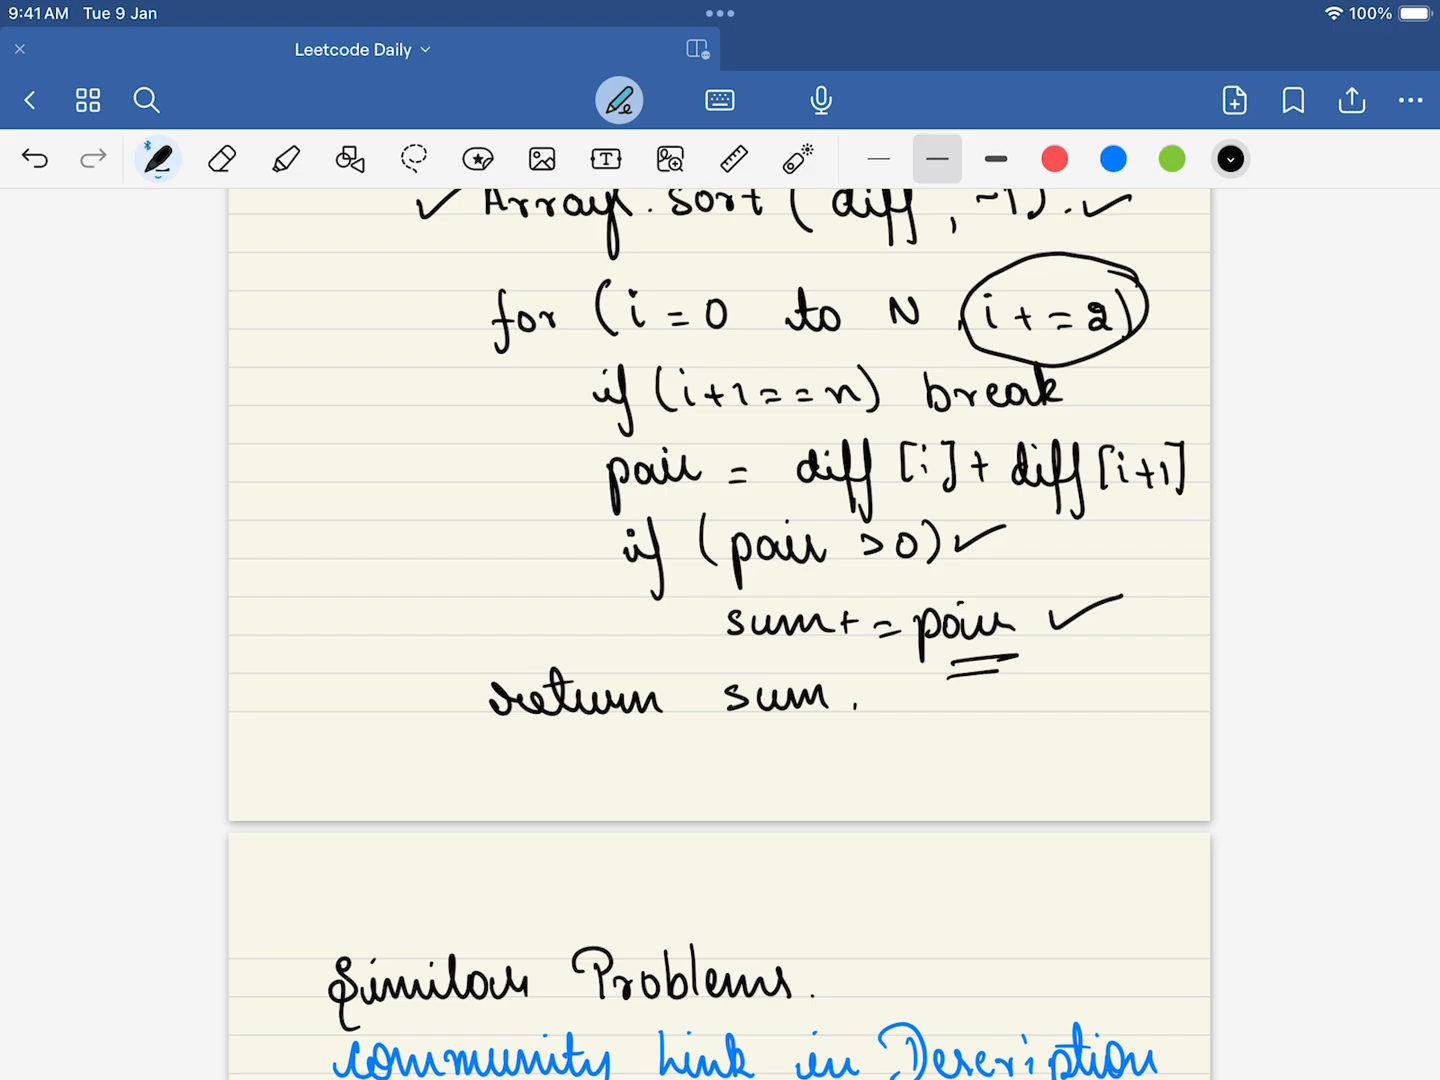 9:41 AM Tue 9 Jan
100%
Leetcode Daily
Array.sort ( diff , -1).
for (i = 0 to N, i + = 2)
if (i+1 = = n) break
pair = diff [i] + diff [i+1]
if (pair > 0)
sum+ = pair
return sum.
Similar Problems.
community Link in Description